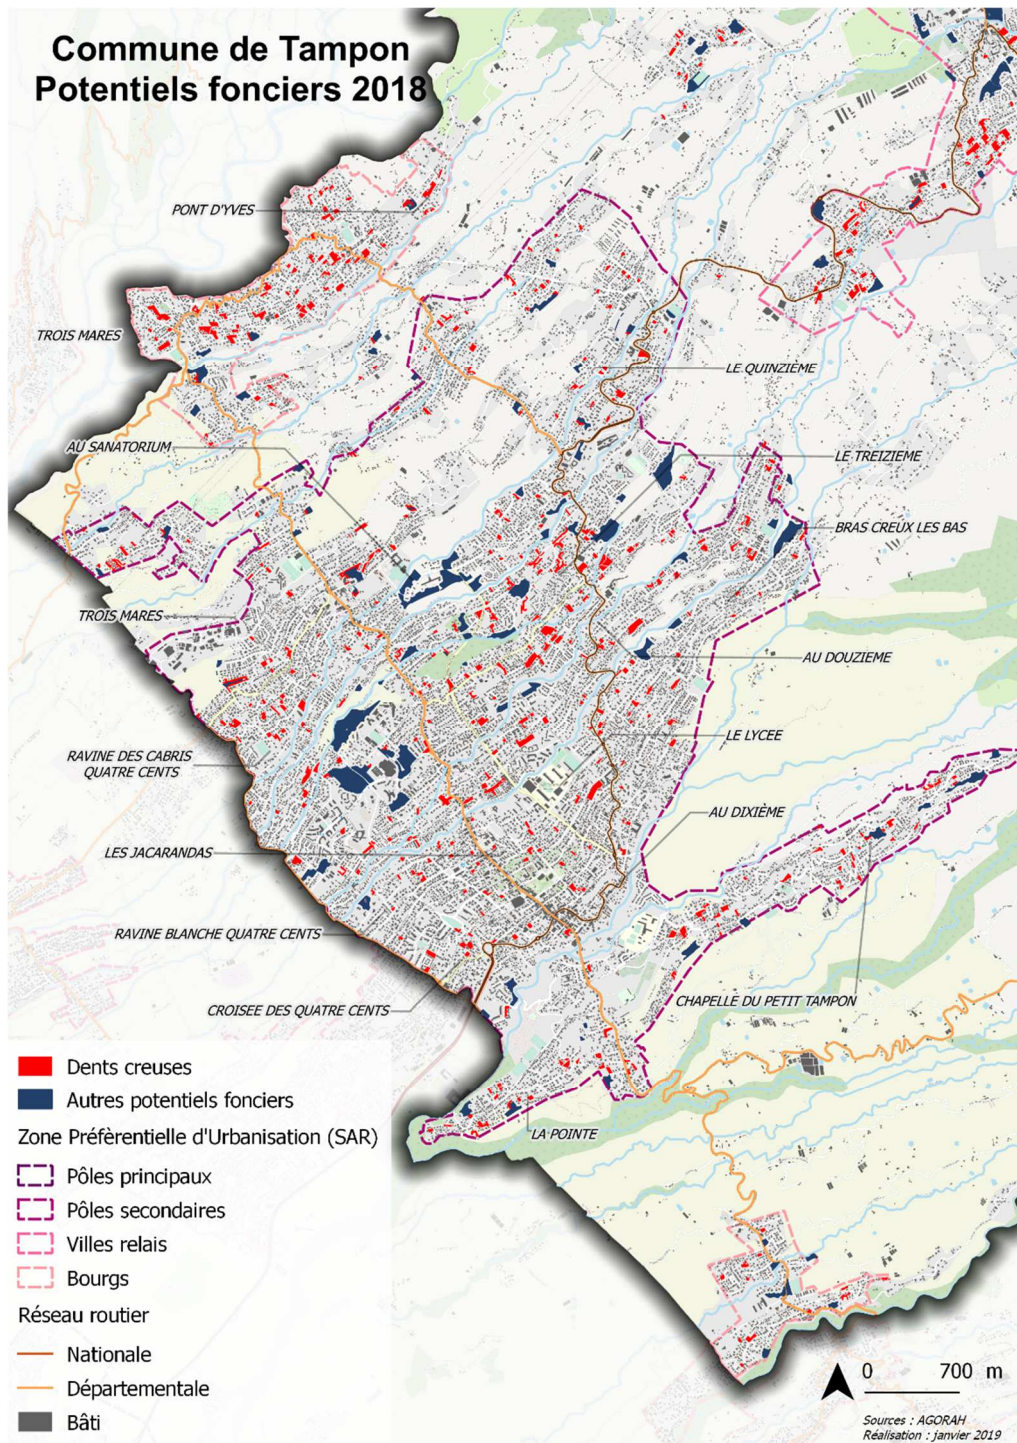 Commune de Tampon
Potentiels fonciers 2018
PONT D'YVES
TROIS MARES
LE QUINZIÈME
AU SANATORIUM
LE TREIZIEME
BRAS CREUX LES BAS
TROIS MARES
AU DOUZIEME
LE LYCEE
RAVINE DES CABRIS
QUATRE CENTS
AU DIXIÈME
LES JACARANDAS
RAVINE BLANCHE QUATRE CENTS
CHAPELLE DU PETIT TAMPON
CROISEE DES QUATRE CENTS
LA POINTE
Dents creuses
Autres potentiels fonciers
Zone Préfèrentielle d'Urbanisation (SAR)
Pôles principaux
Pôles secondaires
Villes relais
Bourgs
Réseau routier
Nationale
Départementale
Bâti
0 700 m
Sources : AGORAH
Réalisation : janvier 2019